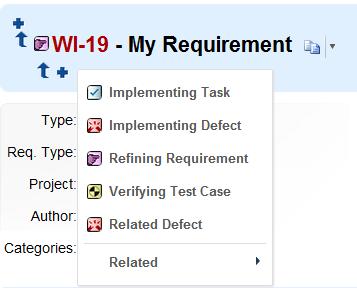 WI-19 - My Requirement
Implementing Task
Type:
Implementing Defect
Req. Type:
Refining Requirement
Project:
Verifying Test Case
Author:
Related Defect
Categories:
Related